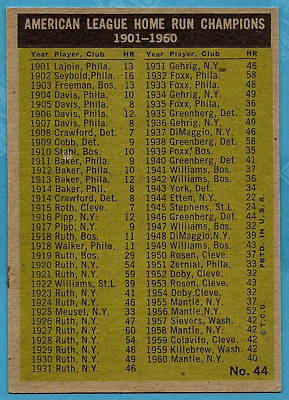 AMERICAN LEAGUE HOME RUN CHAMPIONS
1901-1960
Year Player, Club HR
1901 Lajoie, Phila. 13
1902 Seybold, Phila. 16
1903 Freeman, Bos. 13
1904 Davis, Phila. 10
1905 Davis, Phila. 8
1906 Davis, Phila. 12
1907 Davis, Phila. 8
1908 Crawford, Det. 7
1909 Cobb, Det. 9
1910 Stahl, Bos. 10
1911 Baker, Phila. 9
1912 Baker, Phila. 10
1913 Baker, Phila. 12
1914 Baker, Phila. 8
1914 Crawford, Det. 8
1915 Roth, Cleve. 7
1916 Pipp, N.Y. 12
1917 Pipp, N.Y. 9
1918 Ruth, Bos. 11
1918 Walker, Phila. 11
1919 Ruth, Bos. 29
1920 Ruth, N.Y. 54
1921 Ruth, N.Y. 59
1922 Williams, St.L. 39
1923 Ruth, N.Y. 41
1924 Ruth, N.Y. 46
1925 Meusel, N.Y. 33
1926 Ruth, N.Y. 47
1927 Ruth, N.Y. 60
1928 Ruth, N.Y. 54
1929 Ruth, N.Y. 46
1930 Ruth, N.Y. 49
1931 Ruth, N.Y. 46
Year Player, Club HR
1931 Gehrig, N.Y. 46
1932 Foxx, Phila. 58
1933 Foxx, Phila. 48
1934 Gehrig, N.Y. 49
1935 Foxx, Phila. 36
1935 Greenberg, Det. 36
1936 Gehrig, N.Y. 49
1937 DiMaggio, N.Y. 46
1938 Greenberg, Det. 58
1939 Foxx, Bos. 35
1940 Greenberg, Det. 41
1941 Williams, Bos. 37
1942 Williams, Bos. 36
1943 York, Det. 34
1944 Etten, N.Y. 22
1945 Stephens, St.L. 24
1946 Greenberg, Det. 44
1947 Williams, Bos. 32
1948 DiMaggio, N.Y. 39
1949 Williams, Bos. 43
1950 Rosen, Cleve. 37
1951 Zernial, Phila. 33
1952 Doby, Cleve. 32
1953 Rosen, Cleve. 43
1954 Doby, Cleve. 32
1955 Mantle, N.Y. 37
1956 Mantle, N.Y. 52
1957 Sievers, Wash. 42
1958 Mantle, N.Y. 42
1959 Colavito, Cleve. 42
1959 Killebrew, Wash. 42
1960 Mantle, N.Y. 40
© T.C.G. PRTD. IN U.S.A.
No. 44